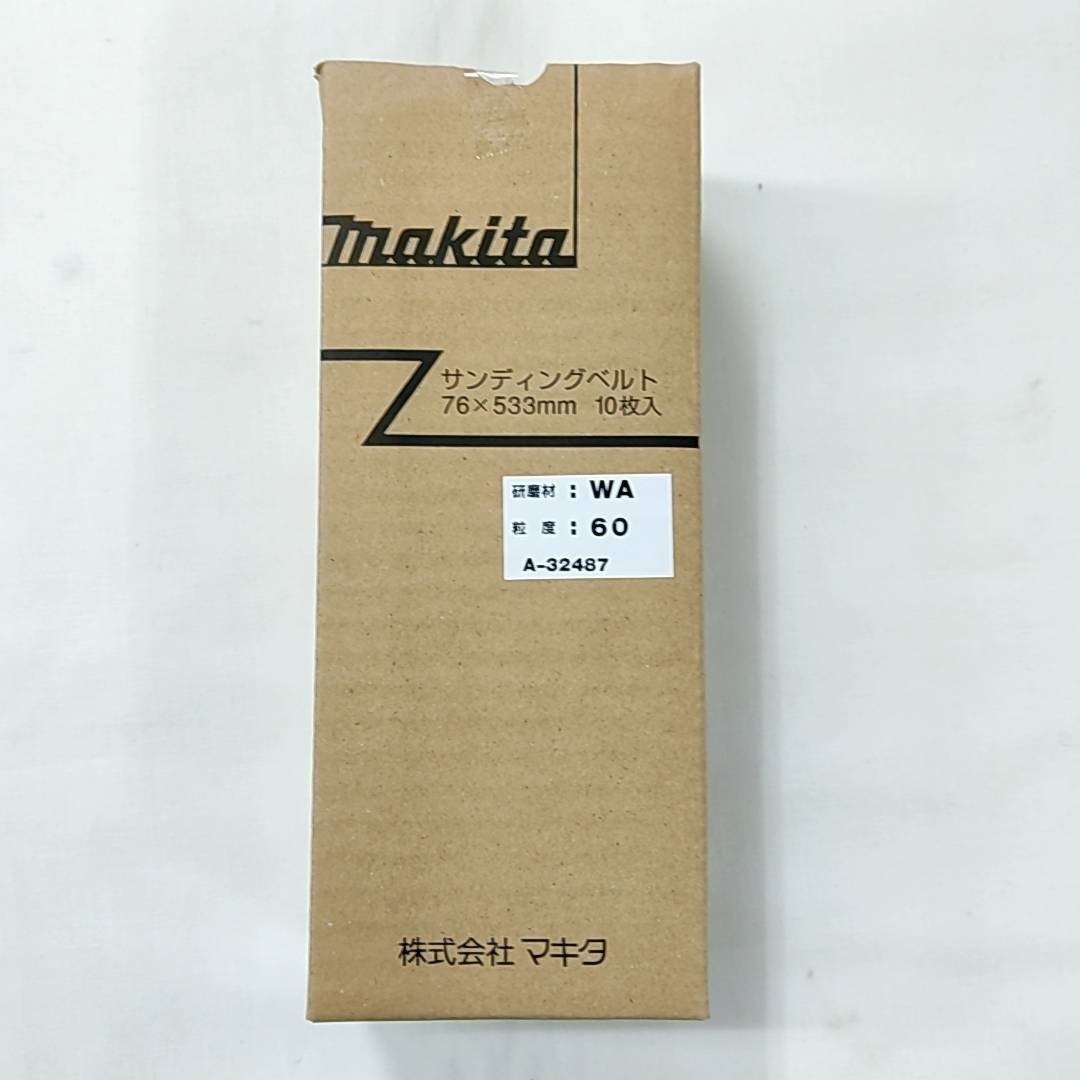 makita
サンディングベルト
76×533mm 10枚入
研磨材：WA
粒 度：60
A-32487
株式会社 マキタ